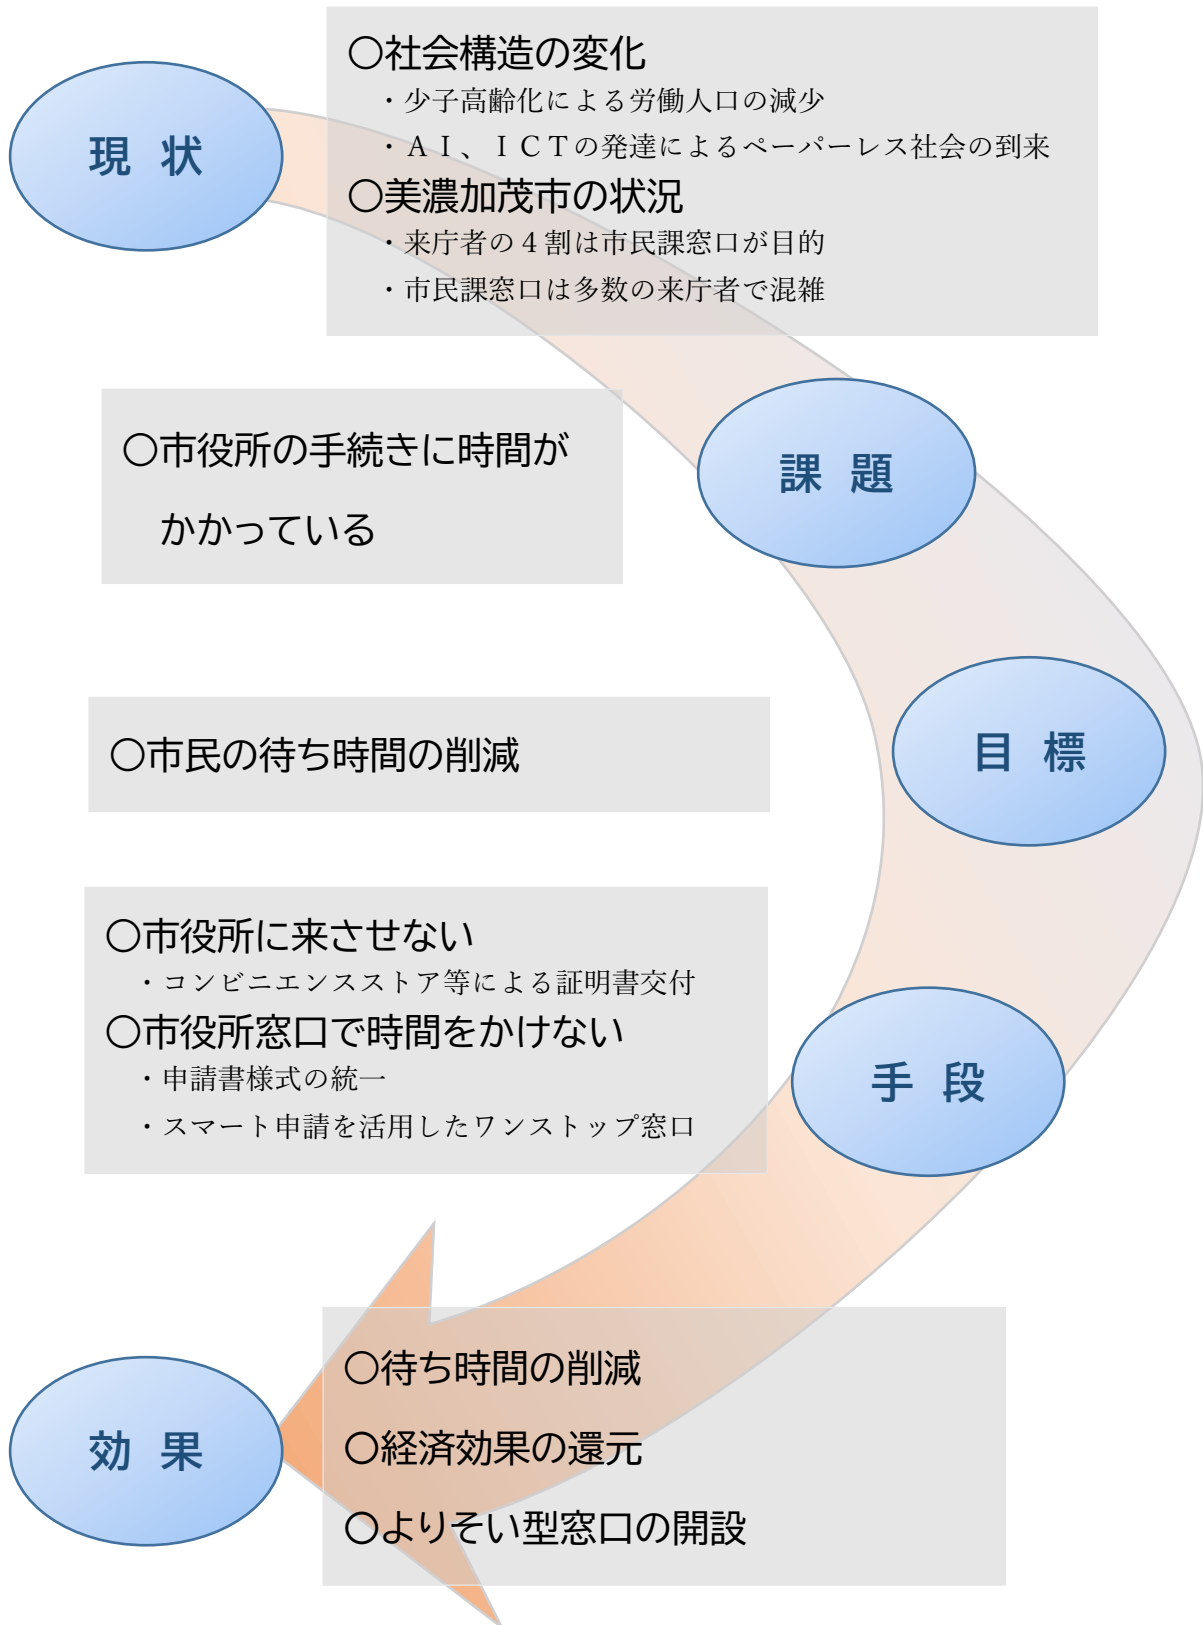 現 状
〇社会構造の変化
・少子高齢化による労働人口の減少
・ＡＩ、ＩＣＴの発達によるペーパーレス社会の到来
〇美濃加茂市の状況
・来庁者の４割は市民課窓口が目的
・市民課窓口は多数の来庁者で混雑
課 題
〇市役所の手続きに時間が
かかっている
目 標
〇市民の待ち時間の削減
手 段
〇市役所に来させない
・コンビニエンスストア等による証明書交付
〇市役所窓口で時間をかけない
・申請書様式の統一
・スマート申請を活用したワンストップ窓口
効 果
〇待ち時間の削減
〇経済効果の還元
〇よりそい型窓口の開設